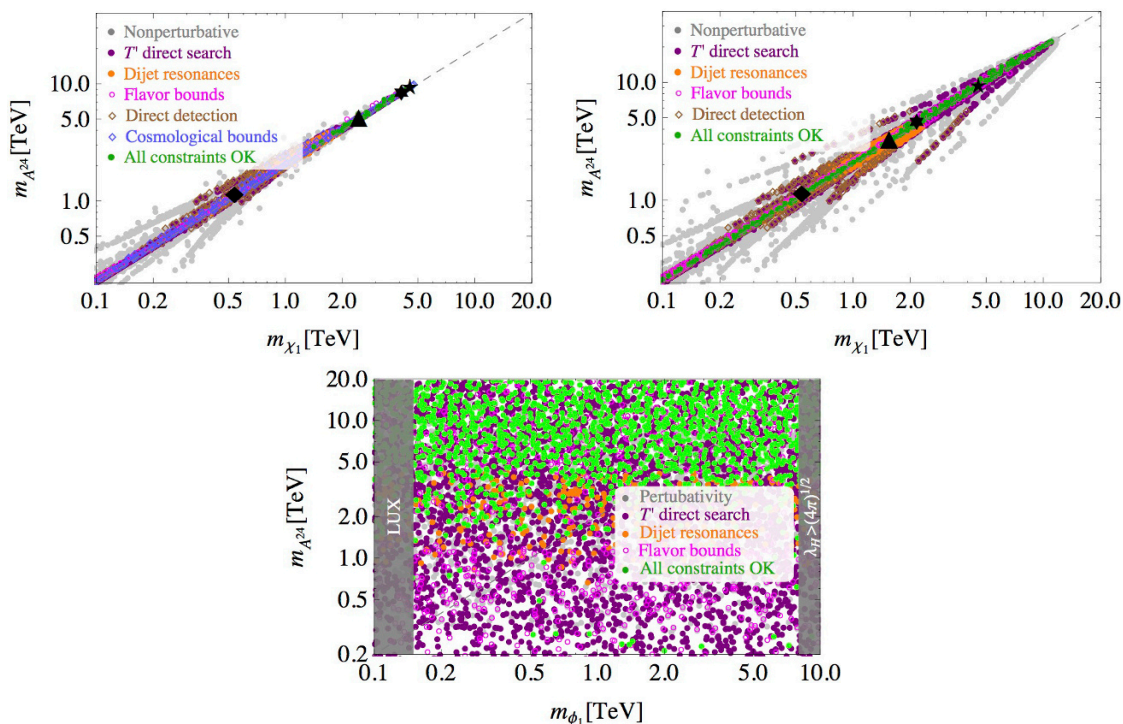 Nonperturbative
T' direct search
Dijet resonances
Flavor bounds
Direct detection
Cosmological bounds
All constraints OK
10.0
5.0
1.0
0.5
m_{A^{24}} [TeV]
0.1 0.2 0.5 1.0 2.0 5.0 10.0 20.0
m_{χ_1} [TeV]
Nonperturbative
T' direct search
Dijet resonances
Flavor bounds
Direct detection
All constraints OK
10.0
5.0
1.0
0.5
m_{A^{24}} [TeV]
0.1 0.2 0.5 1.0 2.0 5.0 10.0 20.0
m_{χ_1} [TeV]
20.0
10.0
5.0
2.0
1.0
0.5
0.2
m_{A^{24}} [TeV]
LUX
Pertubativity
T' direct search
Dijet resonances
Flavor bounds
All constraints OK
λ_H >(4π)^{1/2}
0.1 0.2 0.5 1.0 2.0 5.0 10.0
m_{ϕ_1} [TeV]